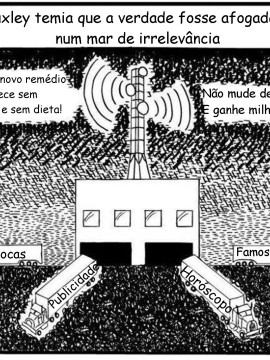 uxley temia que a verdade fosse afogada
num mar de irrelevância
novo remédio
ece sem
e sem dieta!
Não mude de
E ganhe milh
ocas
Famos
Publicidade
Horóscopo